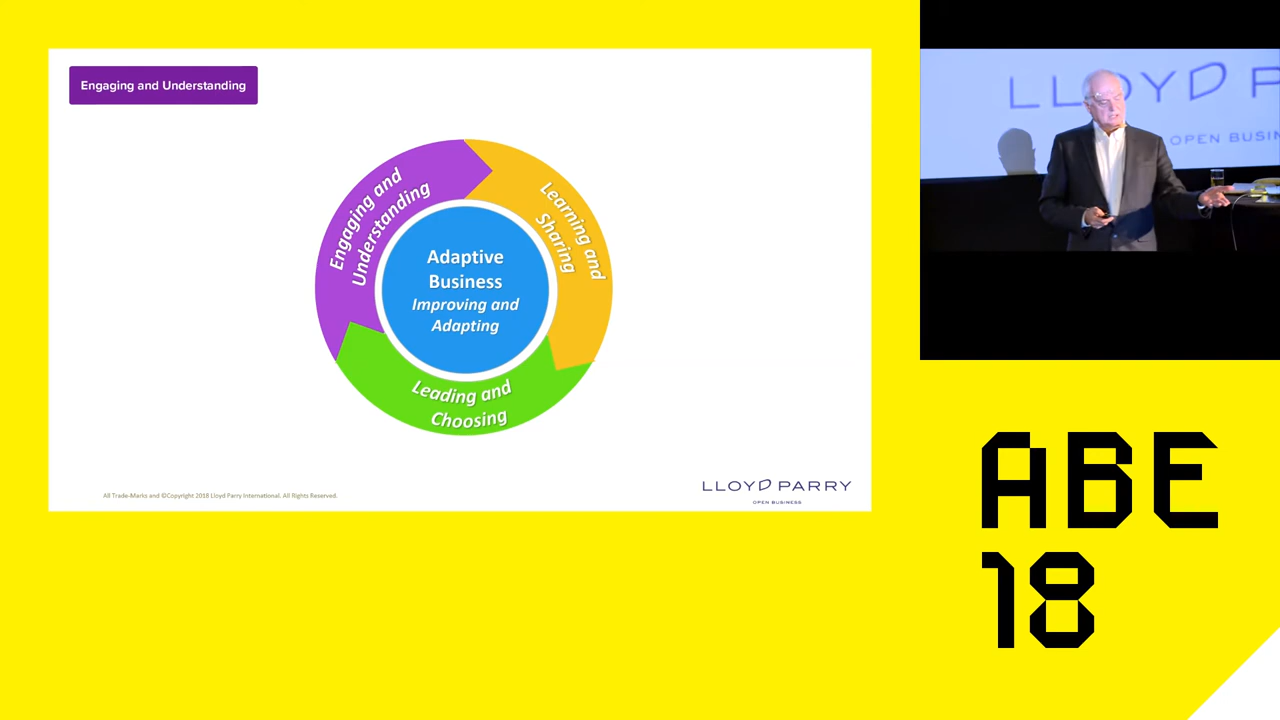 Engaging and Understanding
Engaging and
Understanding
Learning and
Sharing
Adaptive
Business
Improving and
Adapting
Leading and
Choosing
All Trade-Marks and ©Copyright 2018 Lloyd Parry International. All Rights Reserved.
LLOYD PARRY
OPEN BUSINESS
LLOYD P
OPEN BUSIN
ABE
18